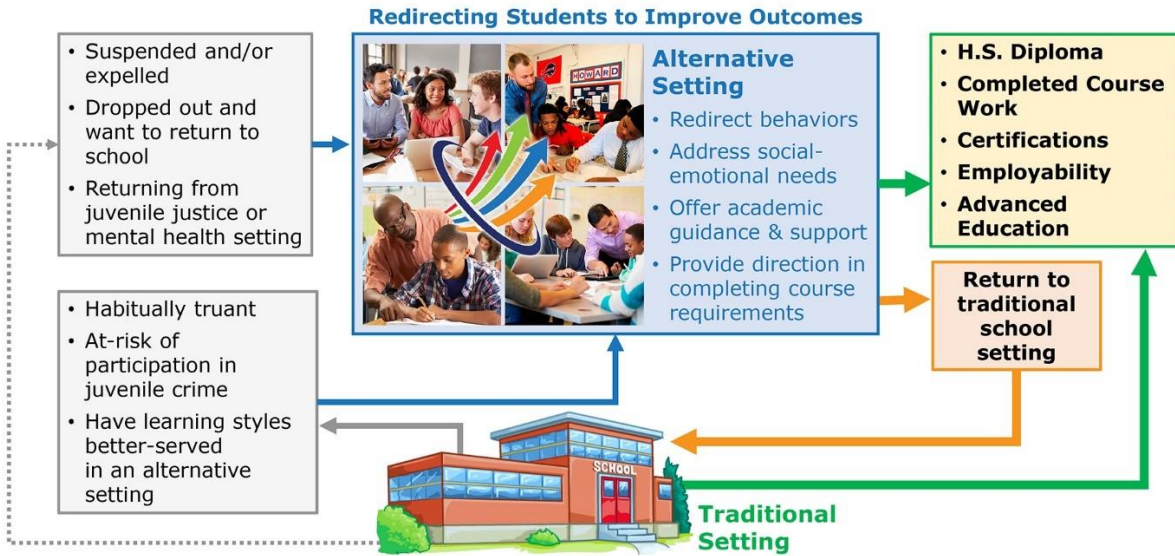 Redirecting Students to Improve Outcomes
• Suspended and/or
expelled
• Dropped out and
want to return to
school
• Returning from
juvenile justice or
mental health setting
• Habitually truant
• At-risk of
participation in
juvenile crime
• Have learning styles
better-served
in an alternative
setting
HOWARD
Alternative
Setting
• Redirect behaviors
• Address social-
emotional needs
• Offer academic
guidance & support
• Provide direction in
completing course
requirements
• H.S. Diploma
• Completed Course
Work
• Certifications
• Employability
• Advanced
Education
Return to
traditional
school
setting
SCHOOL
Traditional
Setting